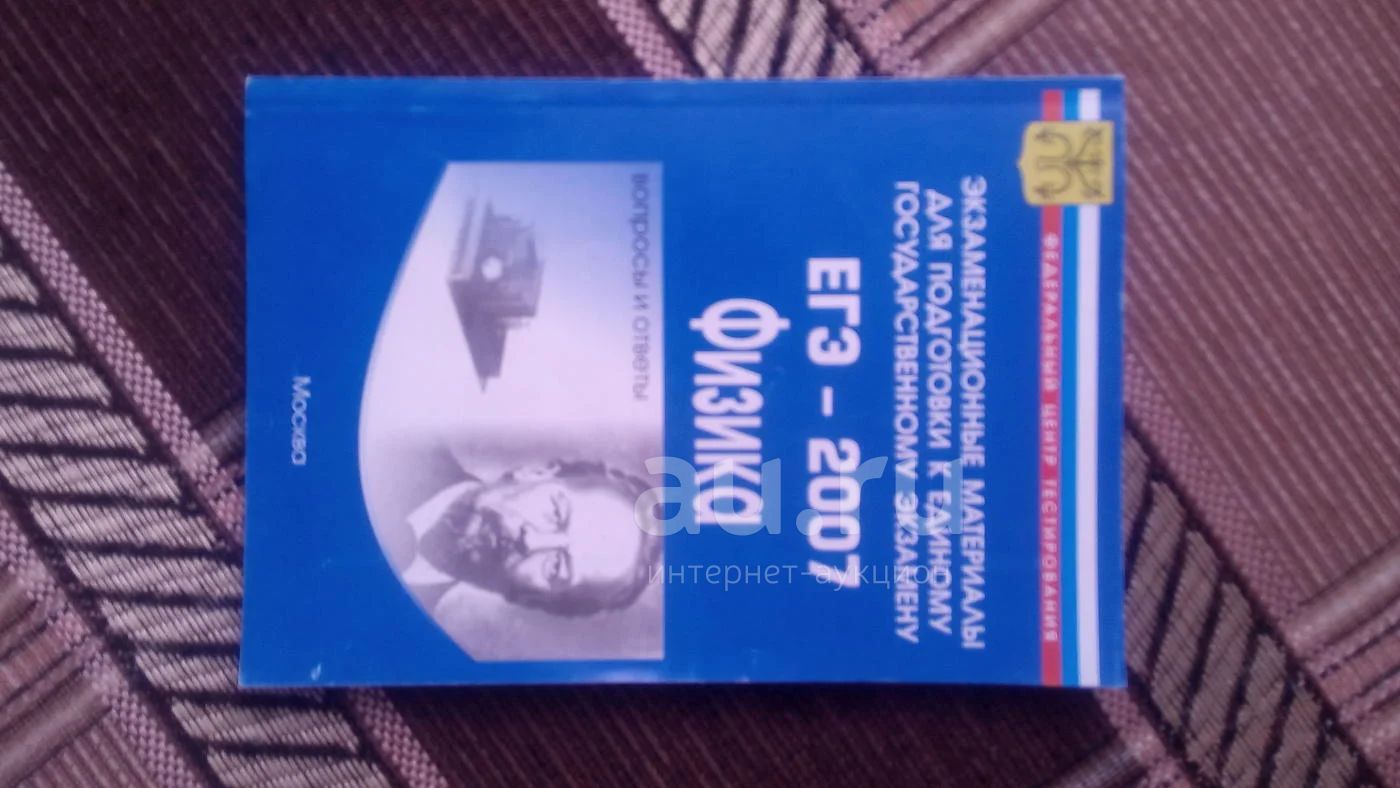 ФЕДЕРАЛЬНЫЙ ЦЕНТР ТЕСТИРОВАНИЯ
ЭКЗАМЕНАЦИОННЫЕ МАТЕРИАЛЫ
ДЛЯ ПОДГОТОВКИ К ЕДИНОМУ
ГОСУДАРСТВЕННОМУ ЭКЗАМЕНУ
ЕГЭ - 2007
Физика
вопросы и ответы
Москва
au.ru
интернет-аукцион